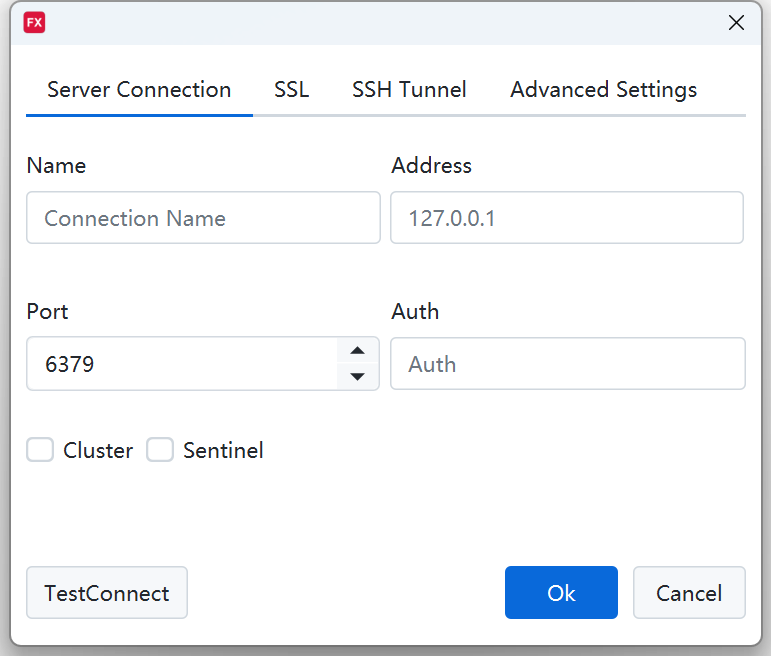 FX
Server Connection SSL SSH Tunnel Advanced Settings
Name Address
Connection Name 127.0.0.1
Port Auth
6379 Auth
Cluster Sentinel
TestConnect Ok Cancel